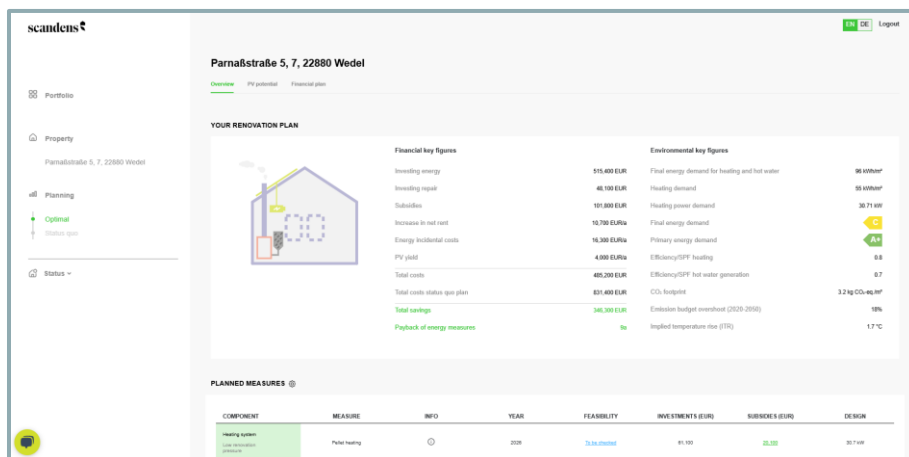 scandens
EN DE Logout
Parnaßstraße 5, 7, 22880 Wedel
Overview PV potential Financial plan
Portfolio
Property
Parnaßstraße 5, 7, 22880 Wedel
Planning
Optimal
Status quo
Status
YOUR RENOVATION PLAN
Financial key figures
Investing energy 515,400 EUR
Investing repair 48,100 EUR
Subsidies 101,800 EUR
Increase in net rent 10,700 EUR/a
Energy incidental costs 16,300 EUR/a
PV yield 4,000 EUR/a
Total costs 485,200 EUR
Total costs status quo plan 831,400 EUR
Total savings 346,300 EUR
Payback of energy measures No
Environmental key figures
Final energy demand for heating and hot water 96 kWh/m²
Heating demand 55 kWh/m²
Heating power demand 30.71 kW
Final energy demand C
Primary energy demand A+
Efficiency/SPF heating 0.8
Efficiency/SPF hot water generation 0.7
CO₂ footprint 3.2 kg CO₂-eq./m²
Emission budget overshoot (2020-2050) 18%
Implied temperature rise (ITR) 1.7 °C
PLANNED MEASURES
COMPONENT MEASURE INFO YEAR FEASIBILITY INVESTMENTS (EUR) SUBSIDIES (EUR) DESIGN
Heating system
Low renovation
pressure
Pellet heating To be checked 30.7 kW